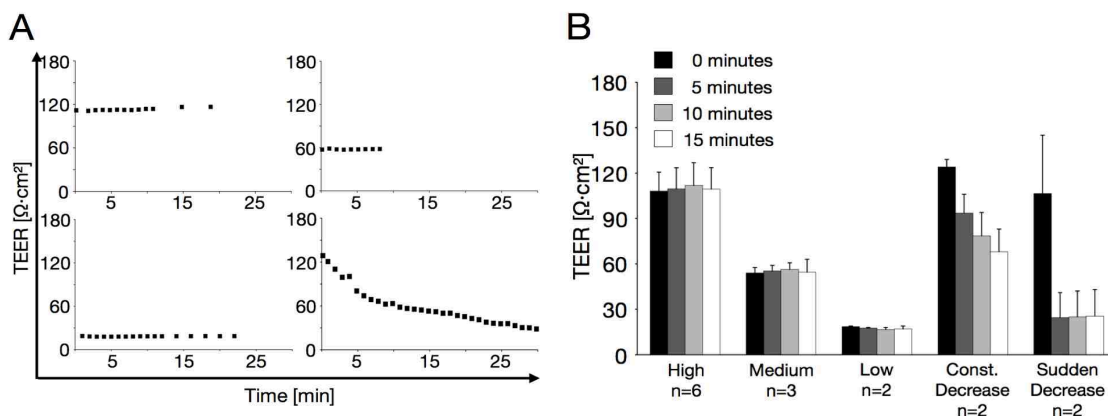 A
TEER [Ω·cm²]
180
120
60
0
5
15
25
180
120
60
0
5
15
25
180
120
60
0
5
15
25
180
120
60
0
5
15
25
Time [min]
B
TEER [Ω·cm²]
180
150
120
90
60
30
0
0 minutes
5 minutes
10 minutes
15 minutes
High
n=6
Medium
n=3
Low
n=2
Const.
Decrease
n=2
Sudden
Decrease
n=2